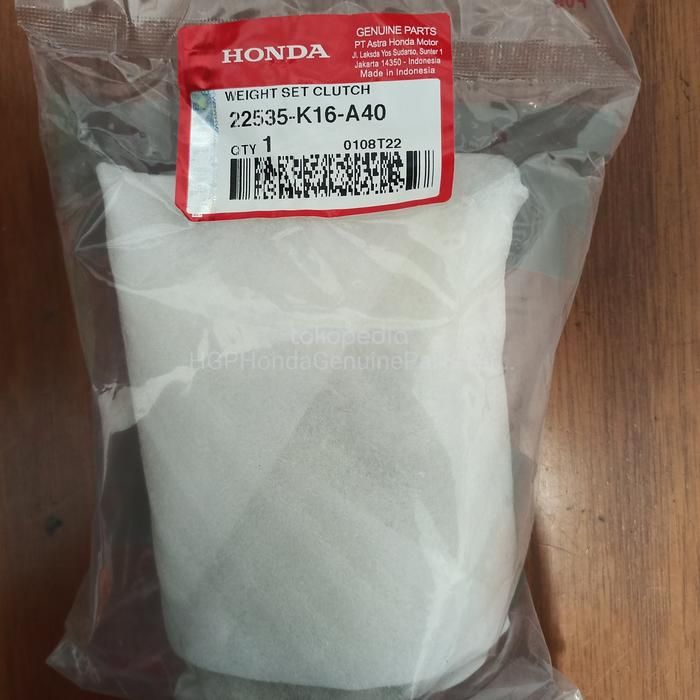 HONDA
GENUINE PARTS
PT Astra Honda Motor
Jl. Laksda Yos Sudarso, Sunter 1
Jakarta 14350 - Indonesia
Made in Indonesia
WEIGHT SET CLUTCH
22535-K16-A40
QTY 1 0108T22
tokopedia
HGPHondaGenuinePa